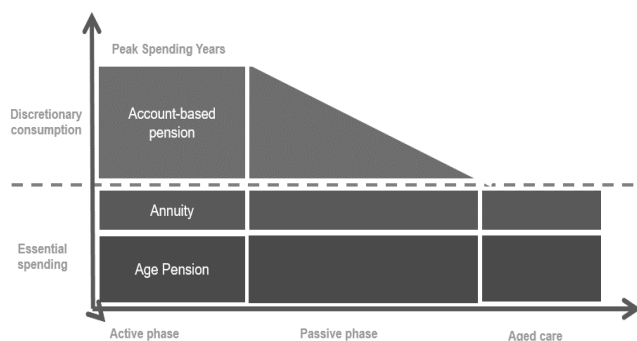 Peak Spending Years
Discretionary
consumption
Account-based
pension
Annuity
Essential
spending
Age Pension
Active phase
Passive phase
Aged care